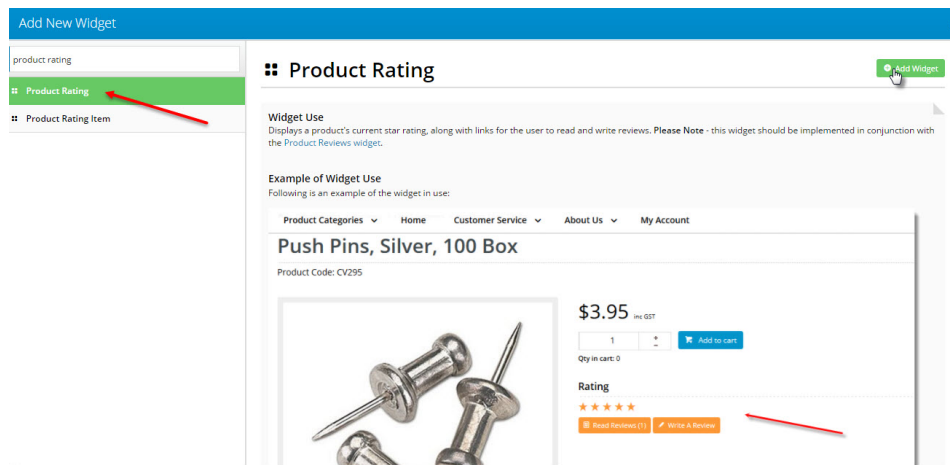 Add New Widget
product rating
Product Rating
Product Rating Item
Product Rating
Add Widget
Widget Use
Displays a product's current star rating, along with links for the user to read and write reviews. Please Note - this widget should be implemented in conjunction with
the Product Reviews widget.
Example of Widget Use
Following is an example of the widget in use:
Product Categories Home Customer Service About Us My Account
Push Pins, Silver, 100 Box
Product Code: CV295
$3.95 inc GST
1 + - Add to cart
Qty in cart: 0
Rating
Read Reviews (1) Write A Review